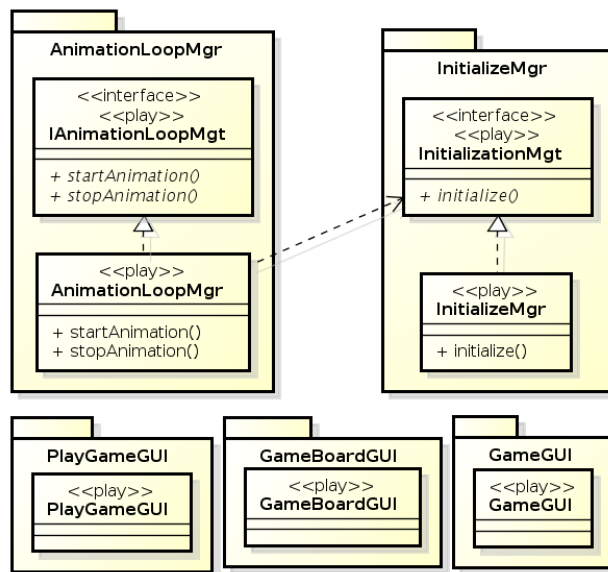 AnimationLoopMgr
<<interface>>
<<play>>
IAnimationLoopMgt
+ startAnimation()
+ stopAnimation()
<<play>>
AnimationLoopMgr
+ startAnimation()
+ stopAnimation()
InitializeMgr
<<interface>>
<<play>>
InitializationMgt
+ initialize()
<<play>>
InitializeMgr
+ initialize()
PlayGameGUI
<<play>>
PlayGameGUI
GameBoardGUI
<<play>>
GameBoardGUI
GameGUI
<<play>>
GameGUI